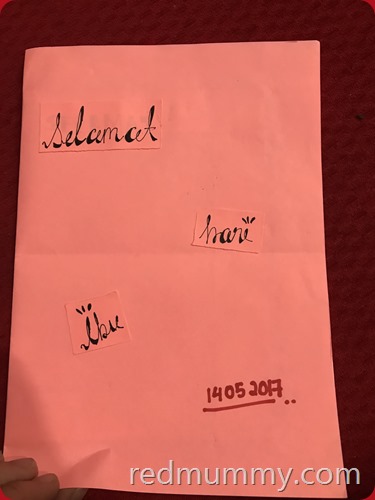 Selamat
hari
Ibu
14052017..
redmummy.com